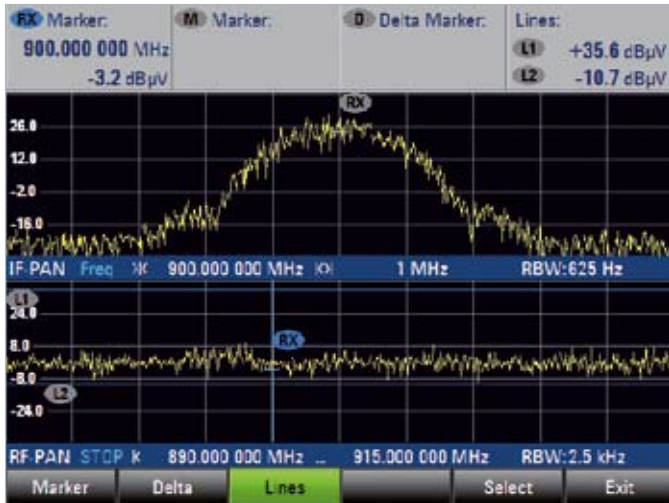 RX Marker: M Marker: D Delta Marker: Lines:
900.000 000 MHz L1 +35.6 dBµV
-3.2 dBµV L2 -10.7 dBµV
RX
26.0
12.0
-2.0
-16.0
IF-PAN Freq 900.000 000 MHz 1 MHz RBW:625 Hz
L1
24.0
8.0
RX
-8.0
L2
-24.0
RF-PAN STOP K 890.000 000 MHz ... 915.000 000 MHz RBW:2.5 kHz
Marker Delta Lines Select Exit